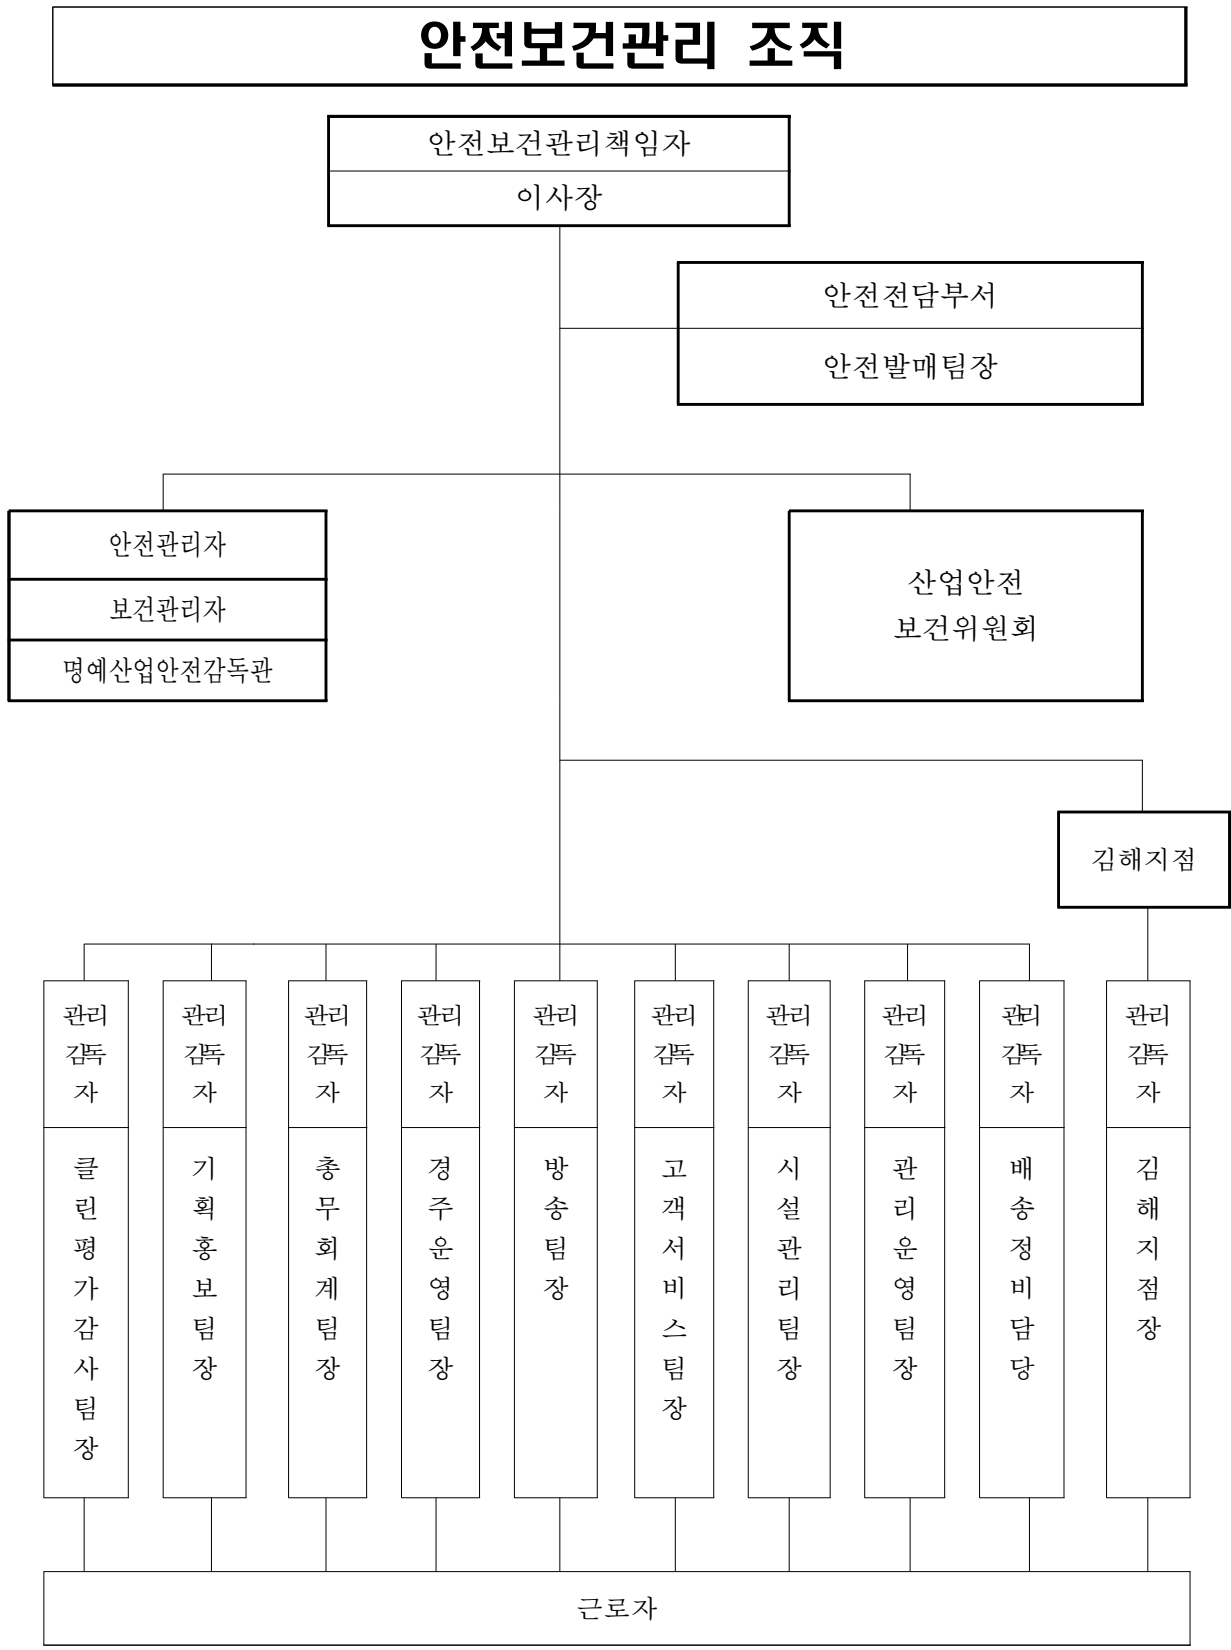 안전보건관리 조직
안전보건관리책임자
이사장
안전전담부서
안전발매팀장
안전관리자
보건관리자
명예산업안전감독관
산업안전
보건위원회
김해지점
관리
감독
자
클린평가감사팀장
관리
감독
자
기획홍보팀장
관리
감독
자
총무회계팀장
관리
감독
자
경주운영팀장
관리
감독
자
방송팀장
관리
감독
자
고객서비스팀장
관리
감독
자
시설관리팀장
관리
감독
자
관리운영팀장
관리
감독
자
배송정비담당
관리
감독
자
김해지점장
근로자